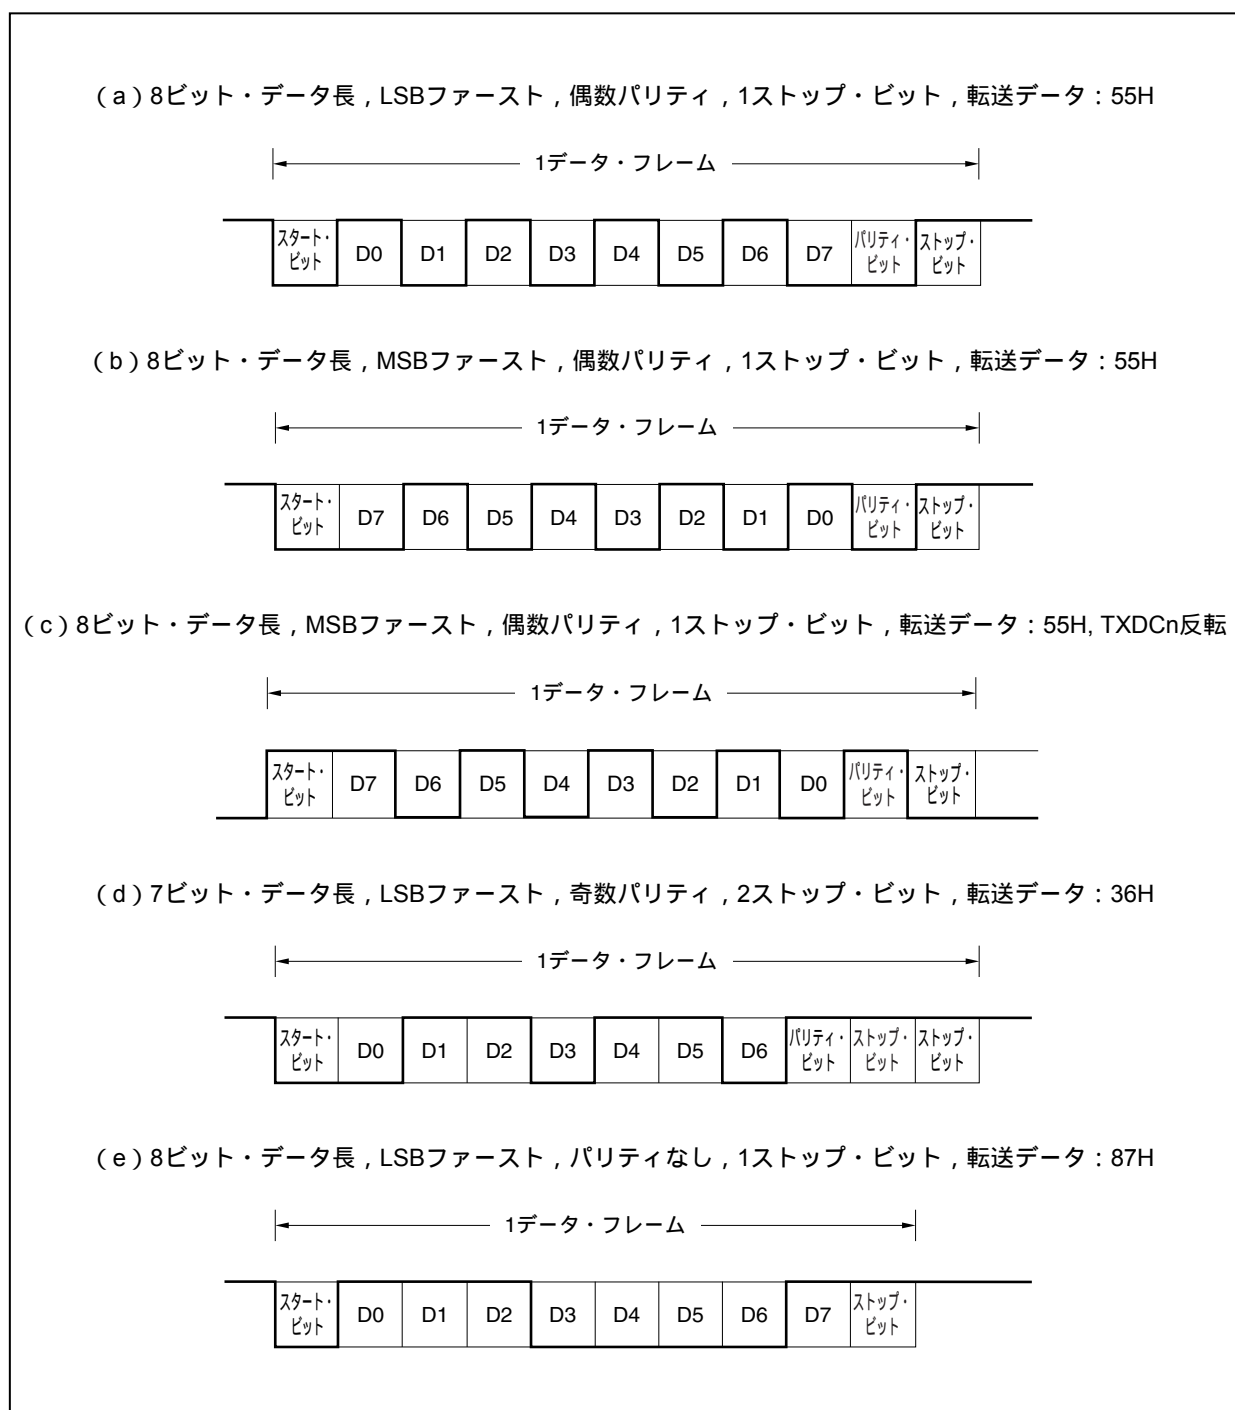 (a)8ビット・データ長,LSBファースト,偶数パリティ,1ストップ・ビット,転送データ:55H
1データ・フレーム
スタート・ビット D0 D1 D2 D3 D4 D5 D6 D7 パリティ・ビット ストップ・ビット
(b)8ビット・データ長,MSBファースト,偶数パリティ,1ストップ・ビット,転送データ:55H
1データ・フレーム
スタート・ビット D7 D6 D5 D4 D3 D2 D1 D0 パリティ・ビット ストップ・ビット
(c)8ビット・データ長,MSBファースト,偶数パリティ,1ストップ・ビット,転送データ:55H, TXDCn反転
1データ・フレーム
スタート・ビット D7 D6 D5 D4 D3 D2 D1 D0 パリティ・ビット ストップ・ビット
(d)7ビット・データ長,LSBファースト,奇数パリティ,2ストップ・ビット,転送データ:36H
1データ・フレーム
スタート・ビット D0 D1 D2 D3 D4 D5 D6 パリティ・ビット ストップ・ビット ストップ・ビット
(e)8ビット・データ長,LSBファースト,パリティなし,1ストップ・ビット,転送データ:87H
1データ・フレーム
スタート・ビット D0 D1 D2 D3 D4 D5 D6 D7 ストップ・ビット